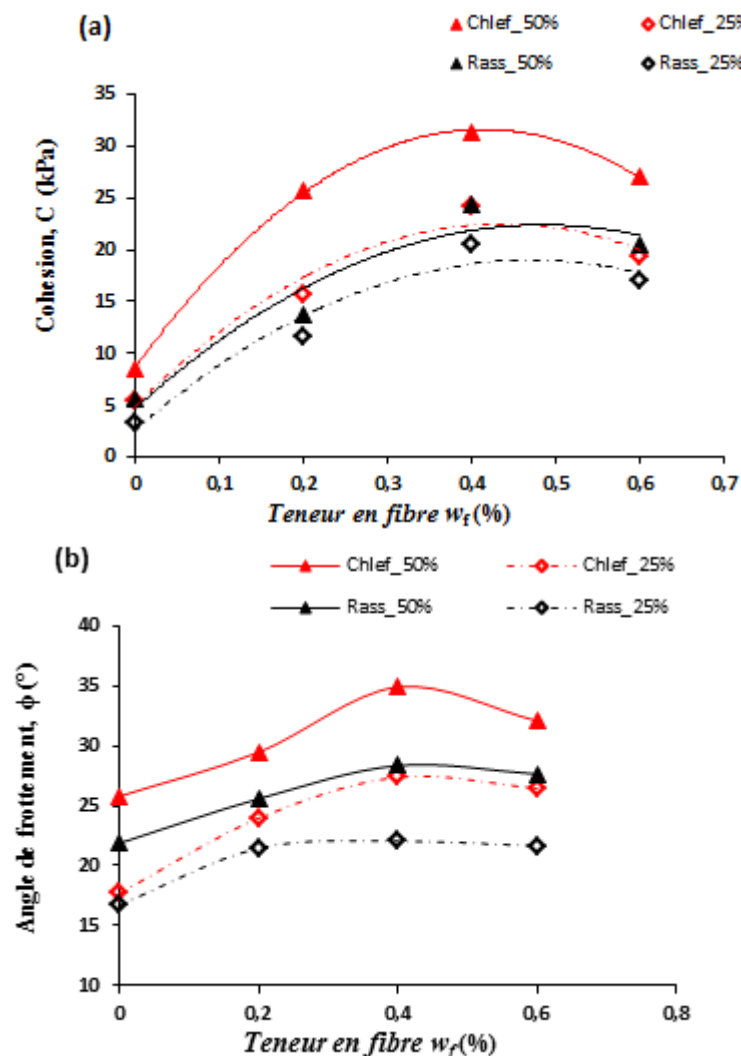 (a)
Chlef_50% Chlef_25%
Rass_50% Rass_25%
35
30
25
20
15
10
5
0
Cohesion, C (kPa)
0 0,1 0,2 0,3 0,4 0,5 0,6 0,7
Teneur en fibre wf (%)
(b)
Chlef_50% Chlef_25%
Rass_50% Rass_25%
40
35
30
25
20
15
10
Angle de frottement, ϕ (°)
0 0,2 0,4 0,6 0,8
Teneur en fibre wf (%)